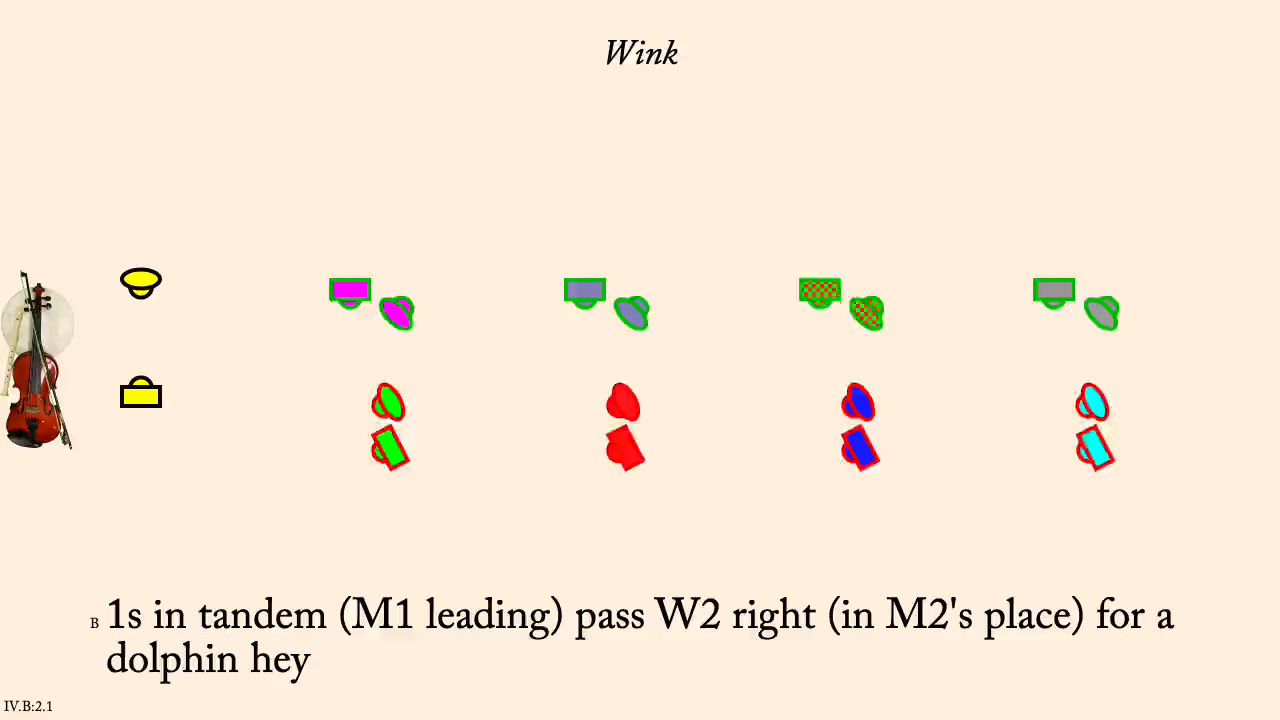 Wink
B 1s in tandem (M1 leading) pass W2 right (in M2's place) for a
dolphin hey
IV.B:2.1